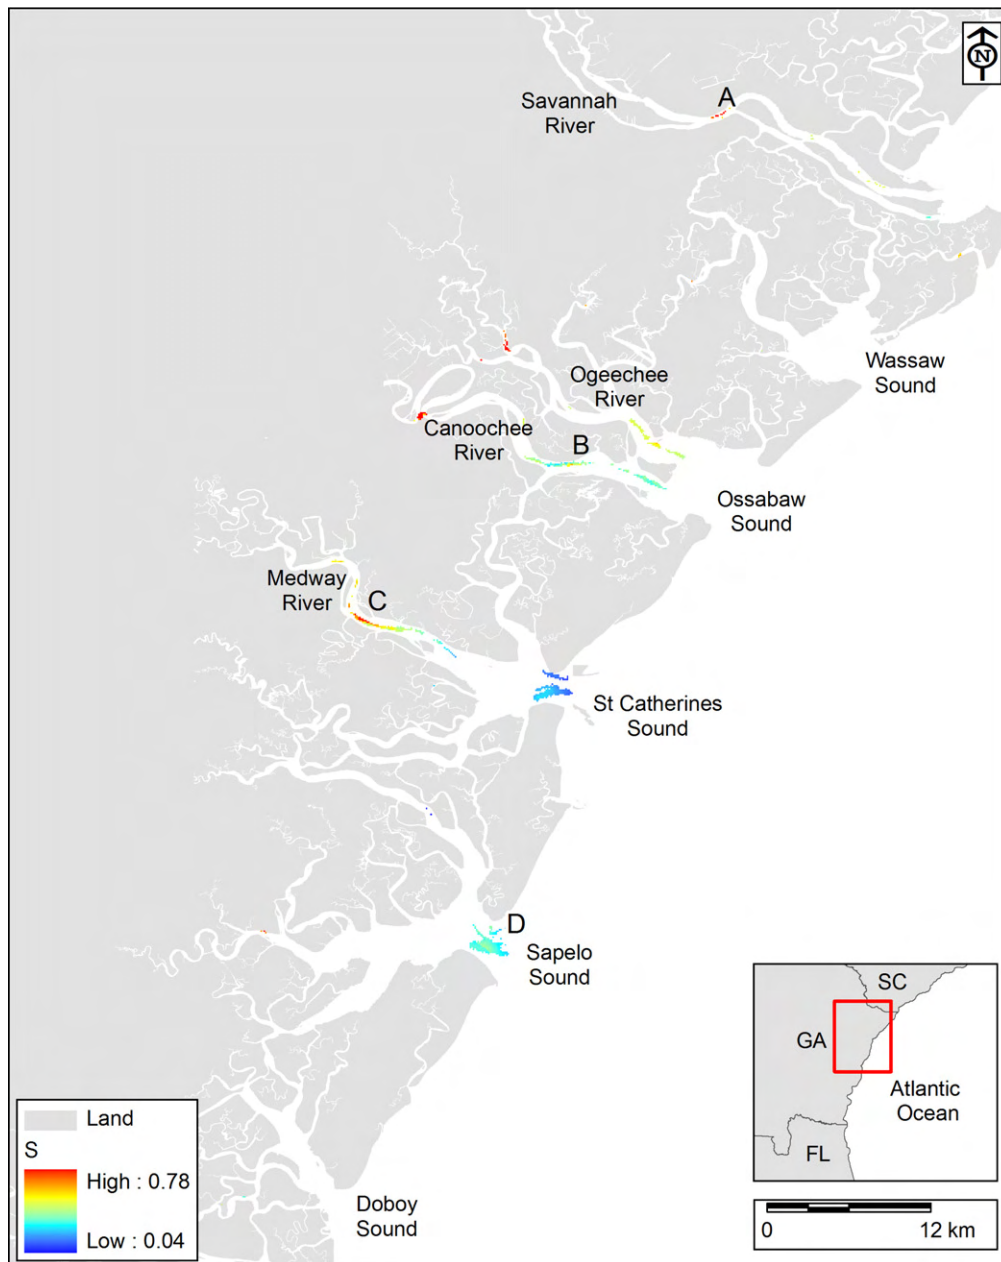 N
Savannah
River
A
Wassaw
Sound
Ogeechee
River
Canoochee
River
B
Ossabaw
Sound
Medway
River
C
St Catherines
Sound
D
Sapelo
Sound
Doboy
Sound
Land
S
High : 0.78
Low : 0.04
SC
GA
Atlantic
Ocean
FL
0 12 km